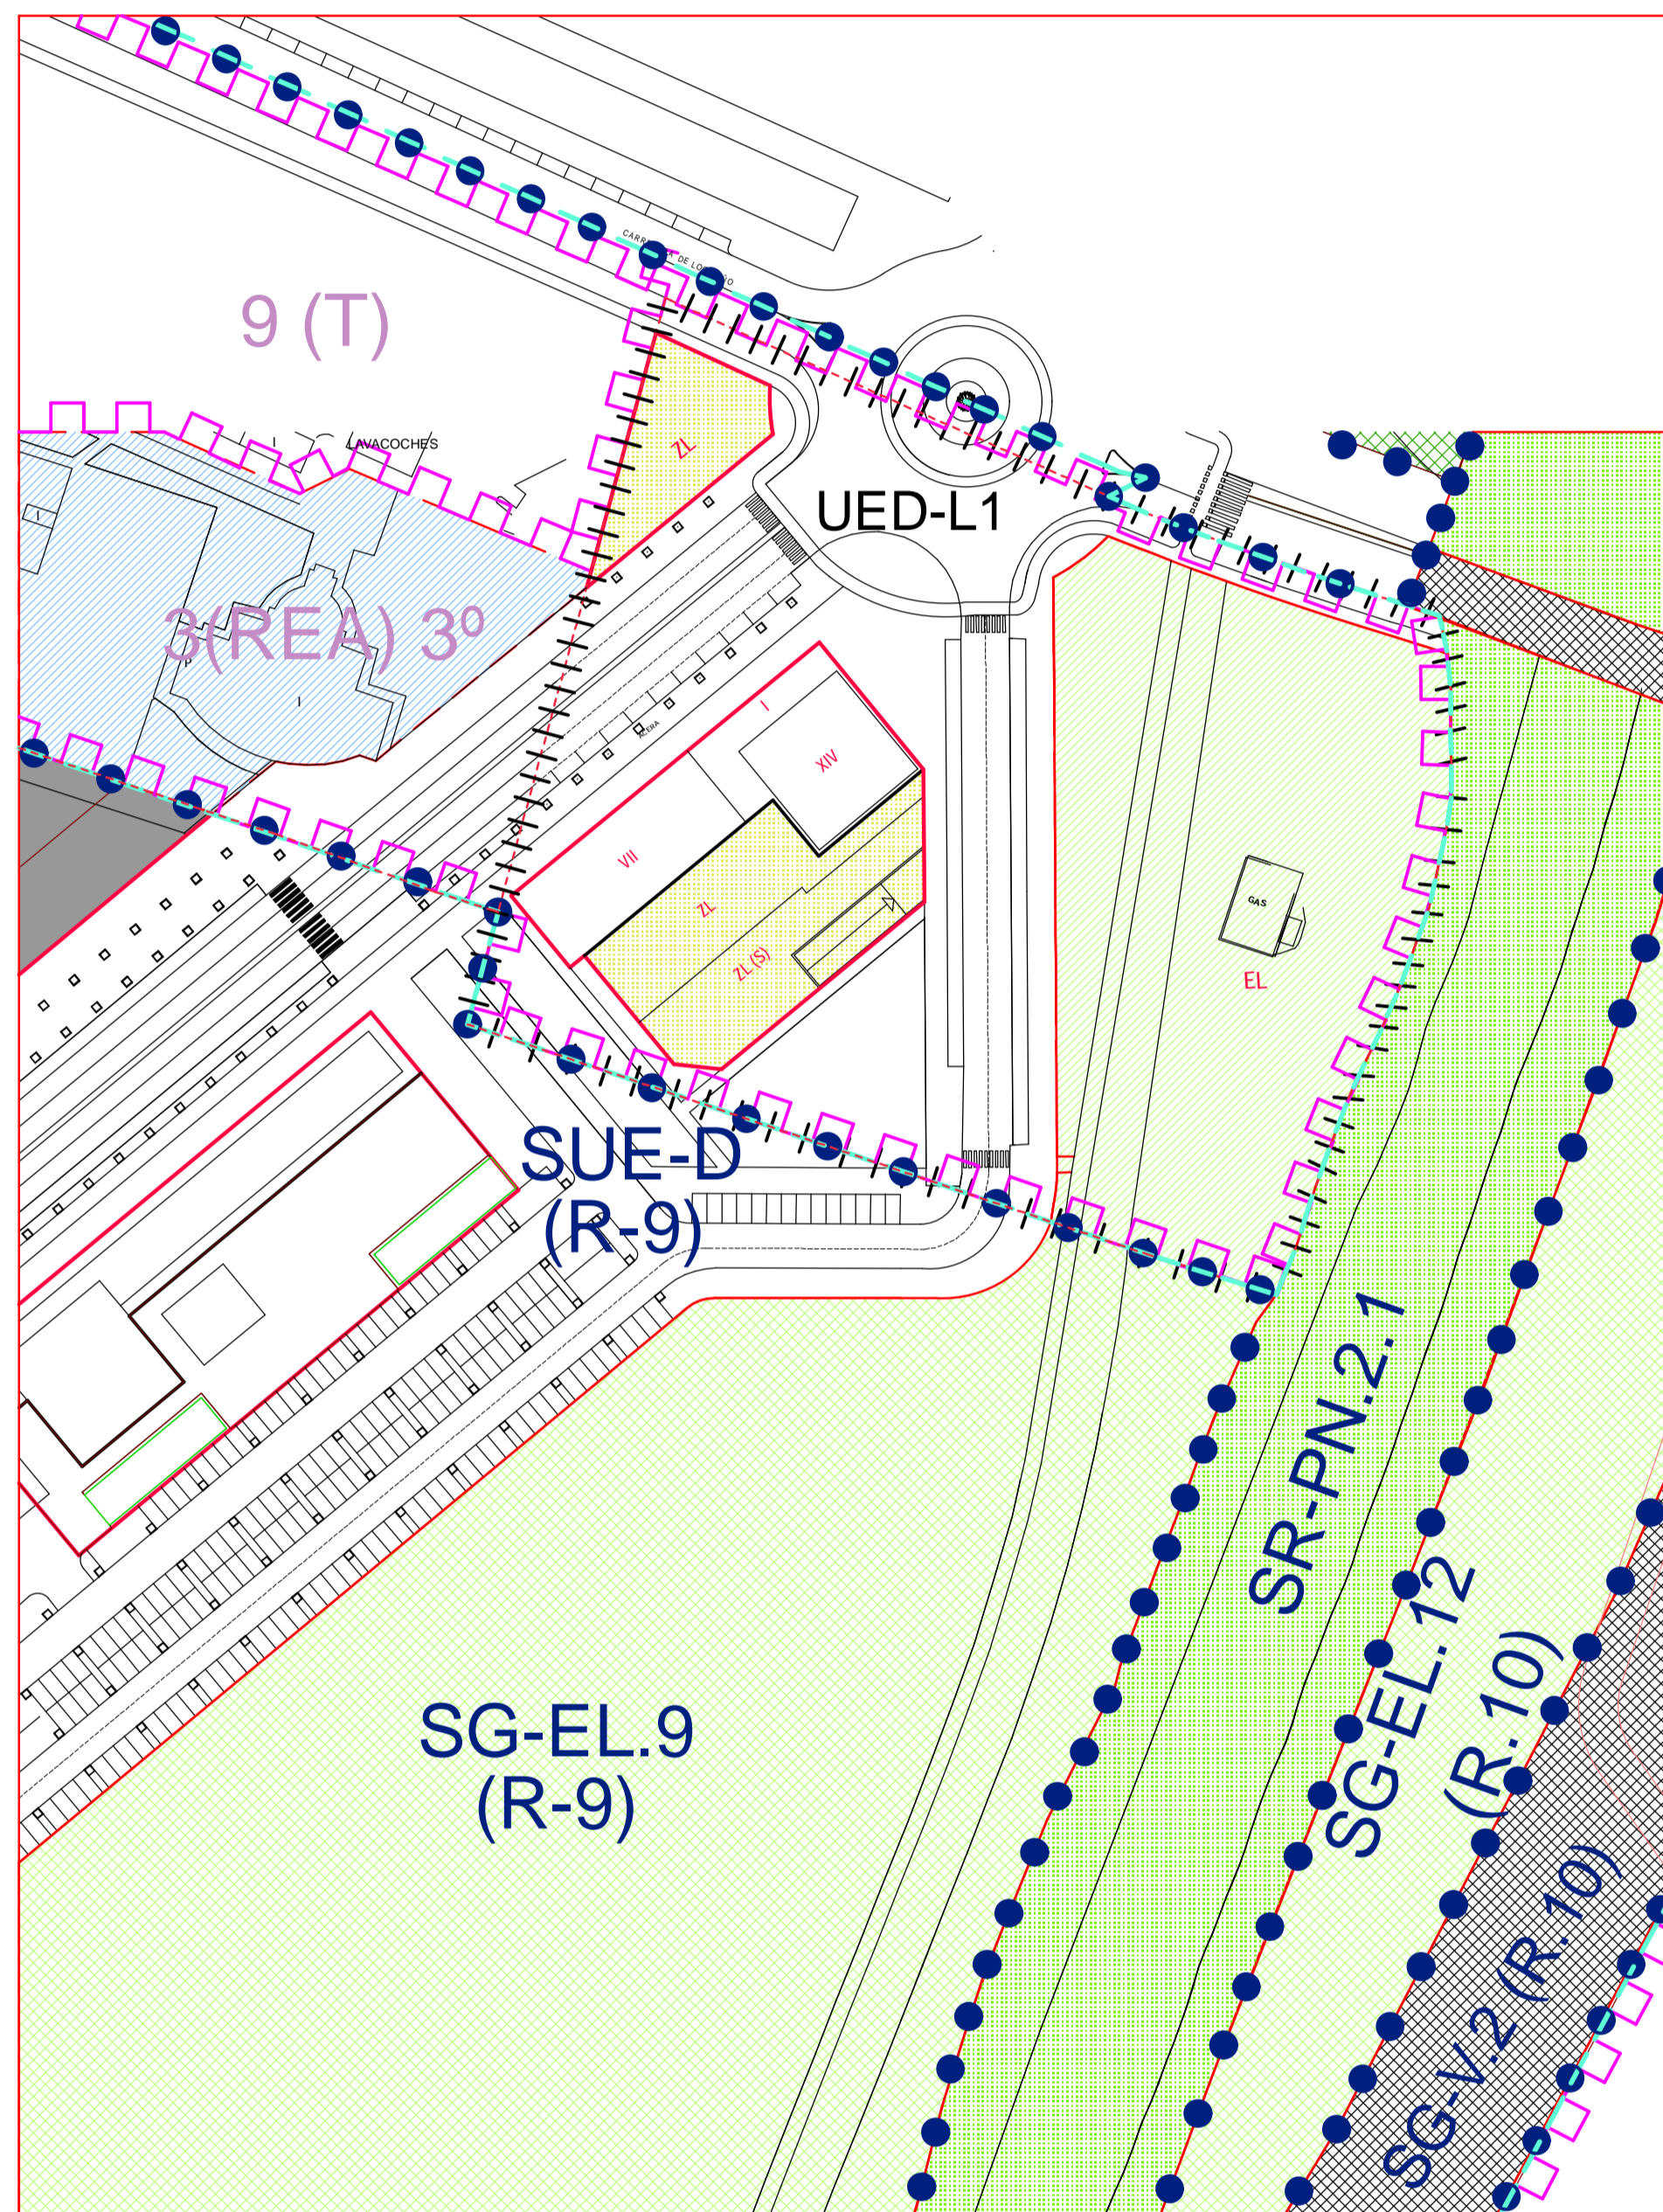 9 (T)
ZL
LAVACOCHES
I
UED-L1
I
3(REA) 3º
P
I
ACERA
I
XIV
VII
ZL
ZL (S)
GAS
EL
SUE-D
(R-9)
SR-PN.2.1
SG-EL.9
(R-9)
SG-EL.12
(R.10)
SG-V.2 (R.10)